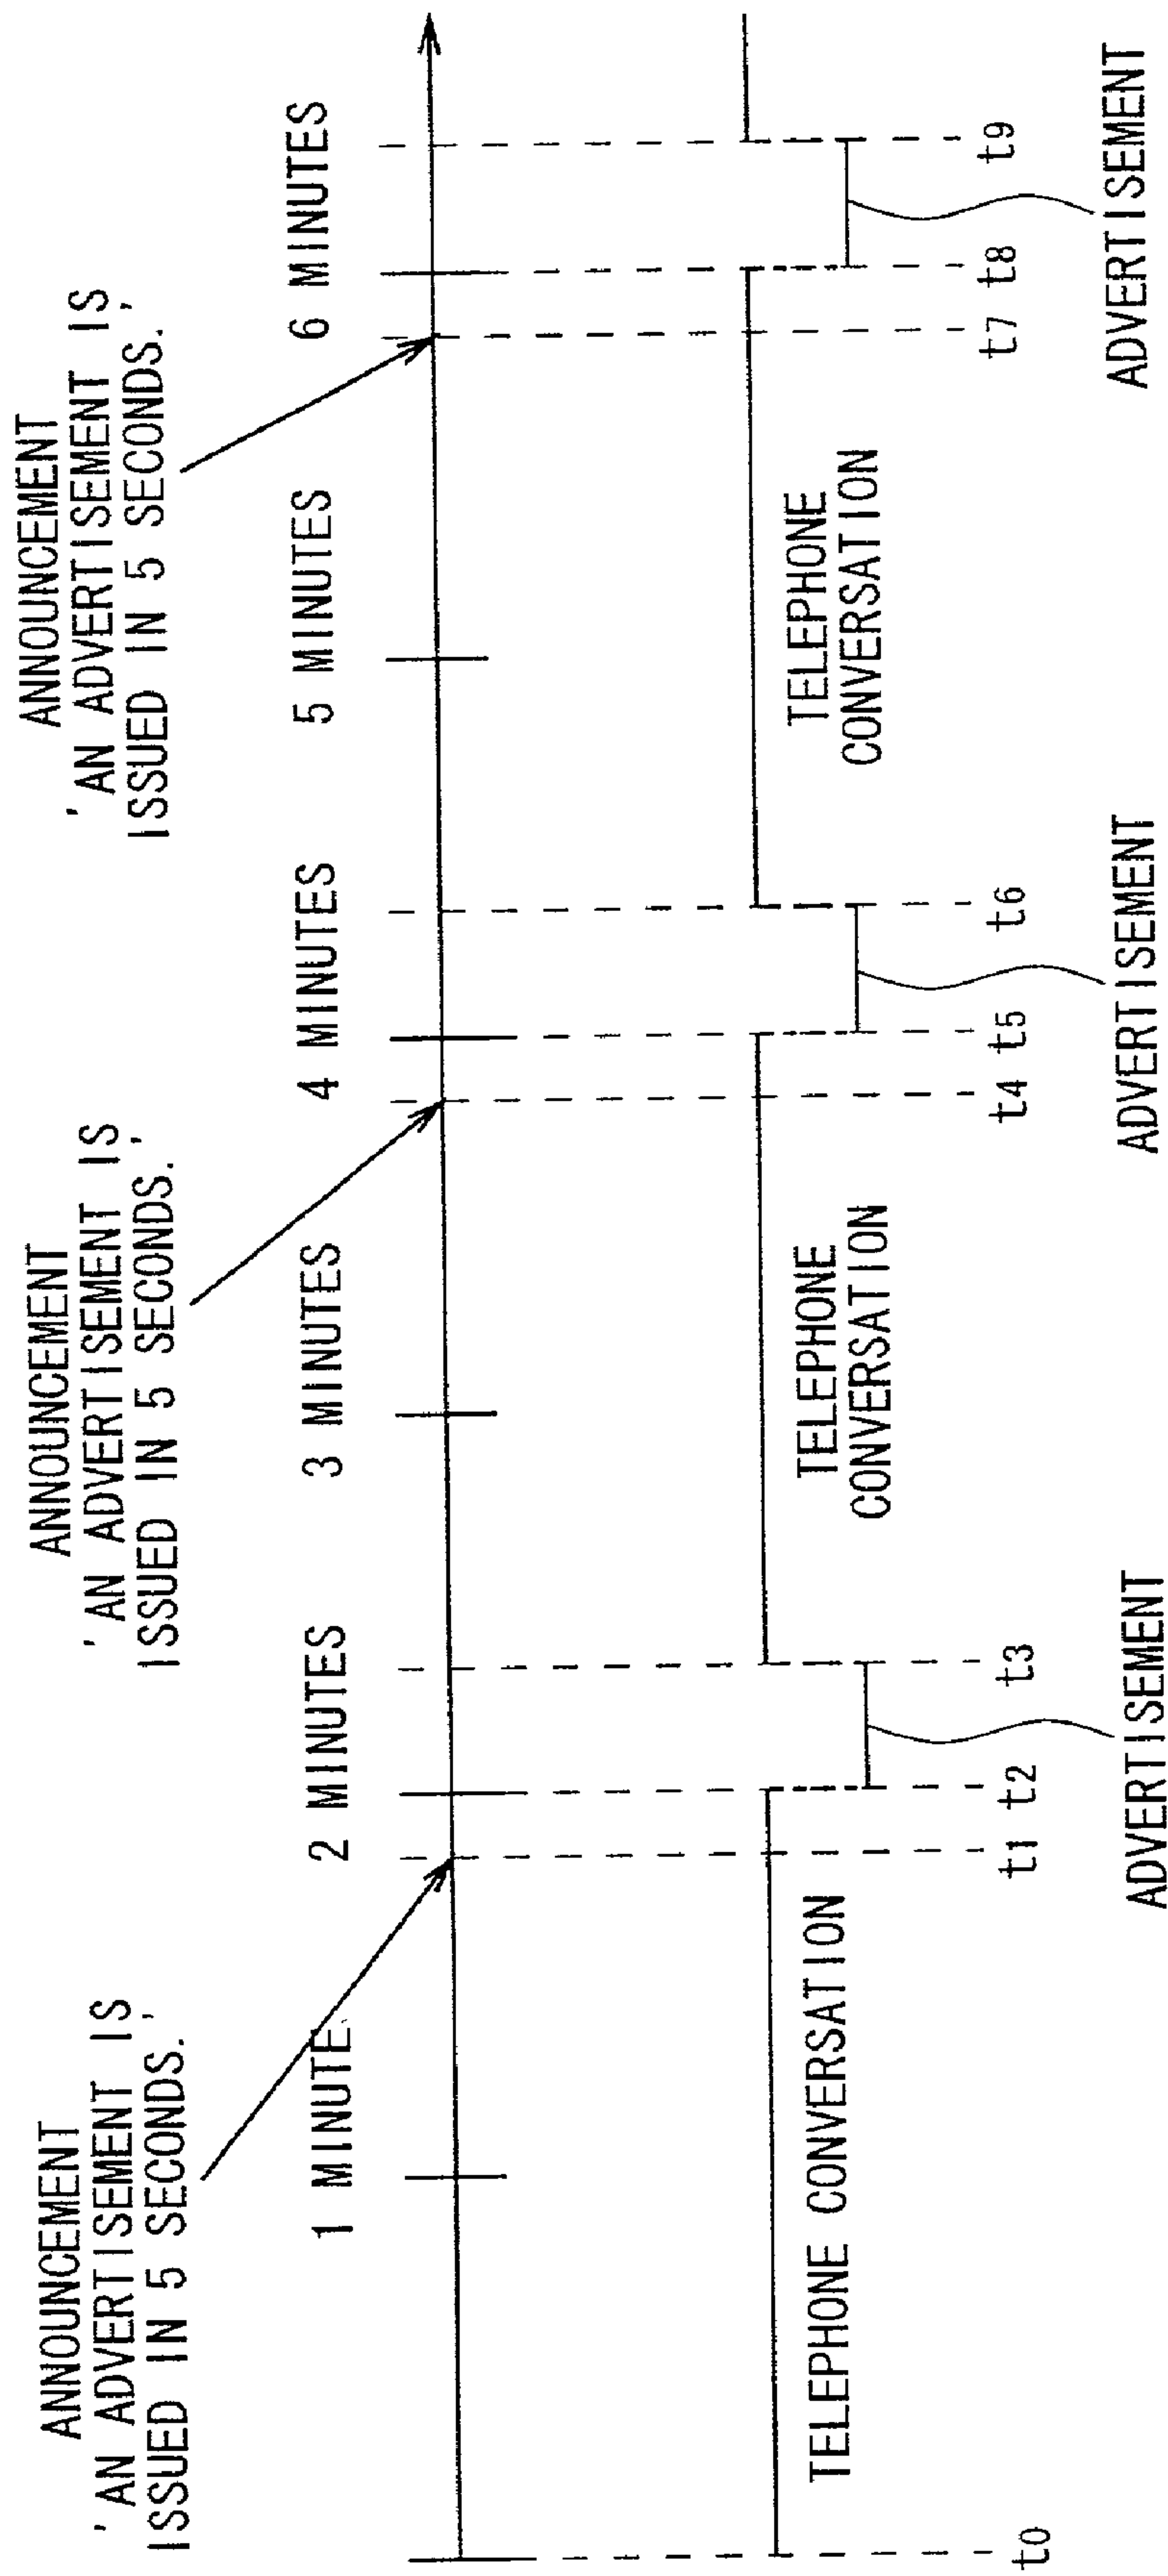 ANNOUNCEMENT
'AN ADVERTISEMENT IS
ISSUED IN 5 SECONDS.'
ANNOUNCEMENT
'AN ADVERTISEMENT IS
ISSUED IN 5 SECONDS.'
ANNOUNCEMENT
'AN ADVERTISEMENT IS
ISSUED IN 5 SECONDS.'
1 MINUTE
2 MINUTES
3 MINUTES
4 MINUTES
5 MINUTES
6 MINUTES
TELEPHONE CONVERSATION
TELEPHONE
CONVERSATION
TELEPHONE
CONVERSATION
t0
t1
t2
t3
t4
t5
t6
t7
t8
t9
ADVERTISEMENT
ADVERTISEMENT
ADVERTISEMENT